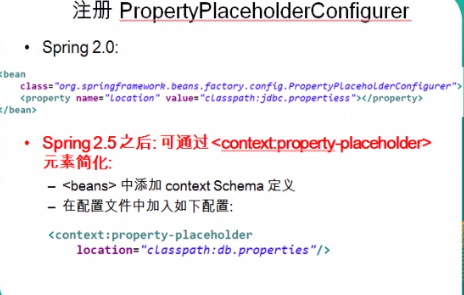 注册 PropertyPlaceholderConfigurer
• Spring 2.0:
<bean
class="org.springframework.beans.factory.config.PropertyPlaceholderConfigurer">
<property name="location" value="classpath:jdbc.propertiess"></property>
</bean>
• Spring 2.5 之后: 可通过 <context:property-placeholder>
元素简化:
– <beans> 中添加 context Schema 定义
– 在配置文件中加入如下配置:
<context:property-placeholder
location="classpath:db.properties"/>